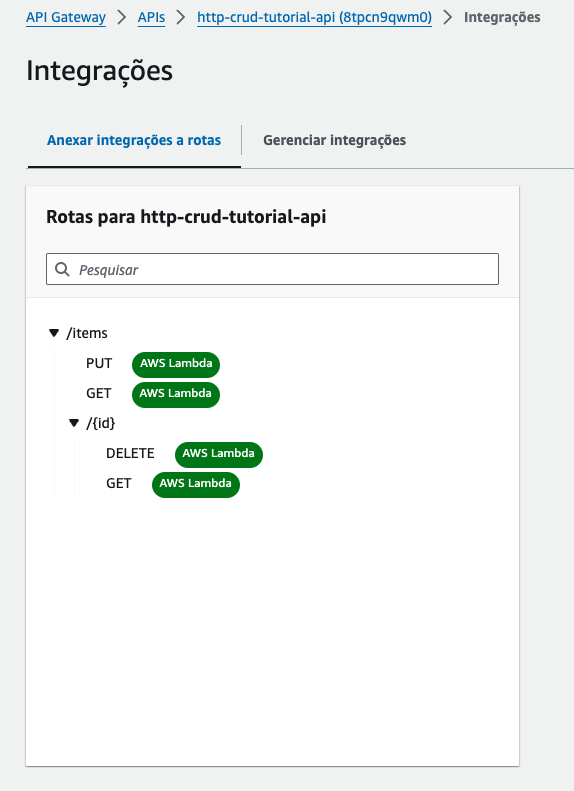 API Gateway > APIs > http-crud-tutorial-api (8tpcn9qwm0) > Integrações
Integrações
Anexar integrações a rotas Gerenciar integrações
Rotas para http-crud-tutorial-api
Pesquisar
/items
PUT AWS Lambda
GET AWS Lambda
/{id}
DELETE AWS Lambda
GET AWS Lambda